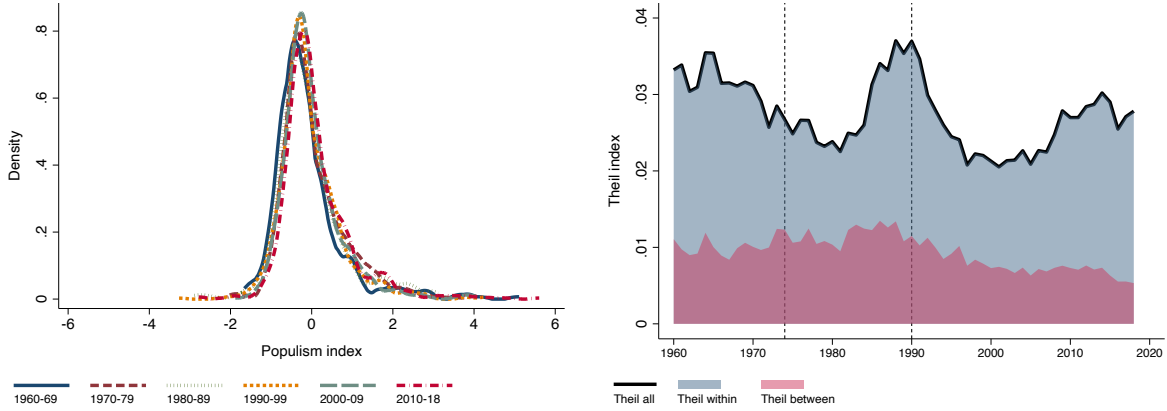 Density
.8
.6
.4
.2
0
-6 -4 -2 0 2 4 6
Populism index
1960-69 1970-79 1980-89 1990-99 2000-09 2010-18
Theil index
.04
.03
.02
.01
0
1960 1970 1980 1990 2000 2010 2020
Theil all Theil within Theil between